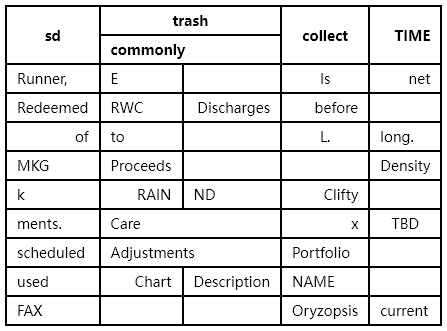 sd trash collect TIME
commonly
Runner, E Is net
Redeemed RWC Discharges before
of to L. long.
MKG Proceeds Density
k RAIN ND Clifty
ments. Care x TBD
scheduled Adjustments Portfolio
used Chart Description NAME
FAX Oryzopsis current